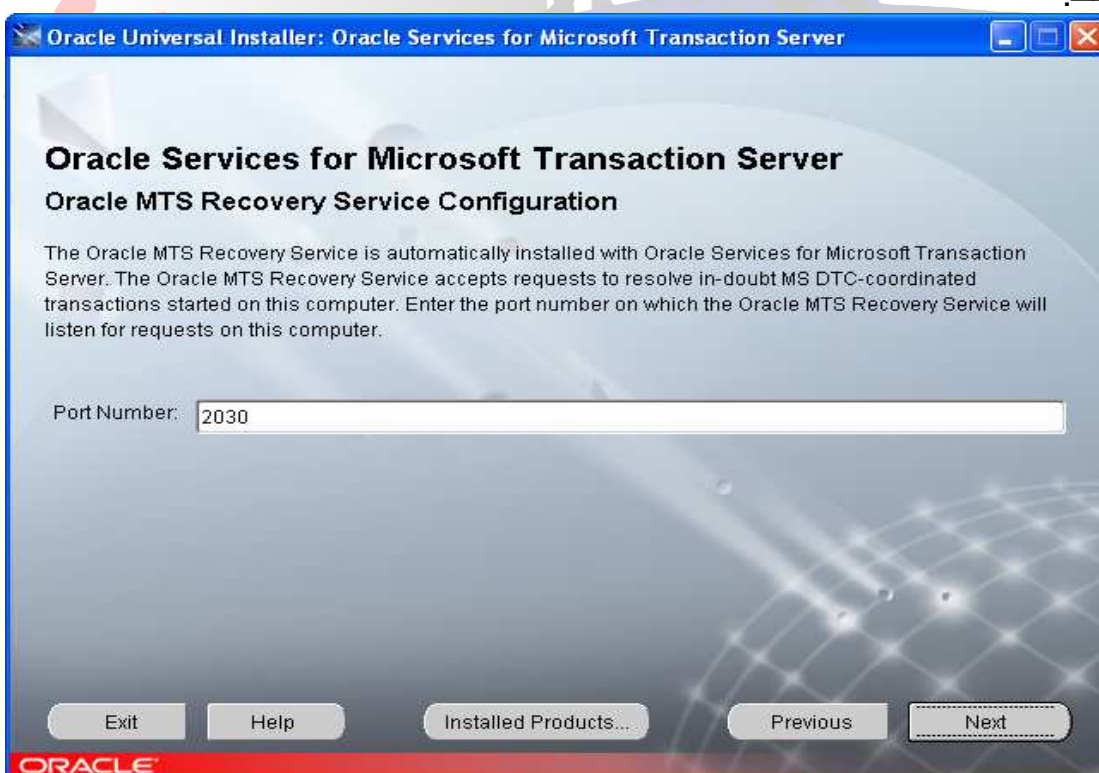 Oracle Universal Installer: Oracle Services for Microsoft Transaction Server
Oracle Services for Microsoft Transaction Server
Oracle MTS Recovery Service Configuration
The Oracle MTS Recovery Service is automatically installed with Oracle Services for Microsoft Transaction
Server. The Oracle MTS Recovery Service accepts requests to resolve in-doubt MS DTC-coordinated
transactions started on this computer. Enter the port number on which the Oracle MTS Recovery Service will
listen for requests on this computer.
Port Number: 2030
Exit Help Installed Products... Previous Next
ORACLE